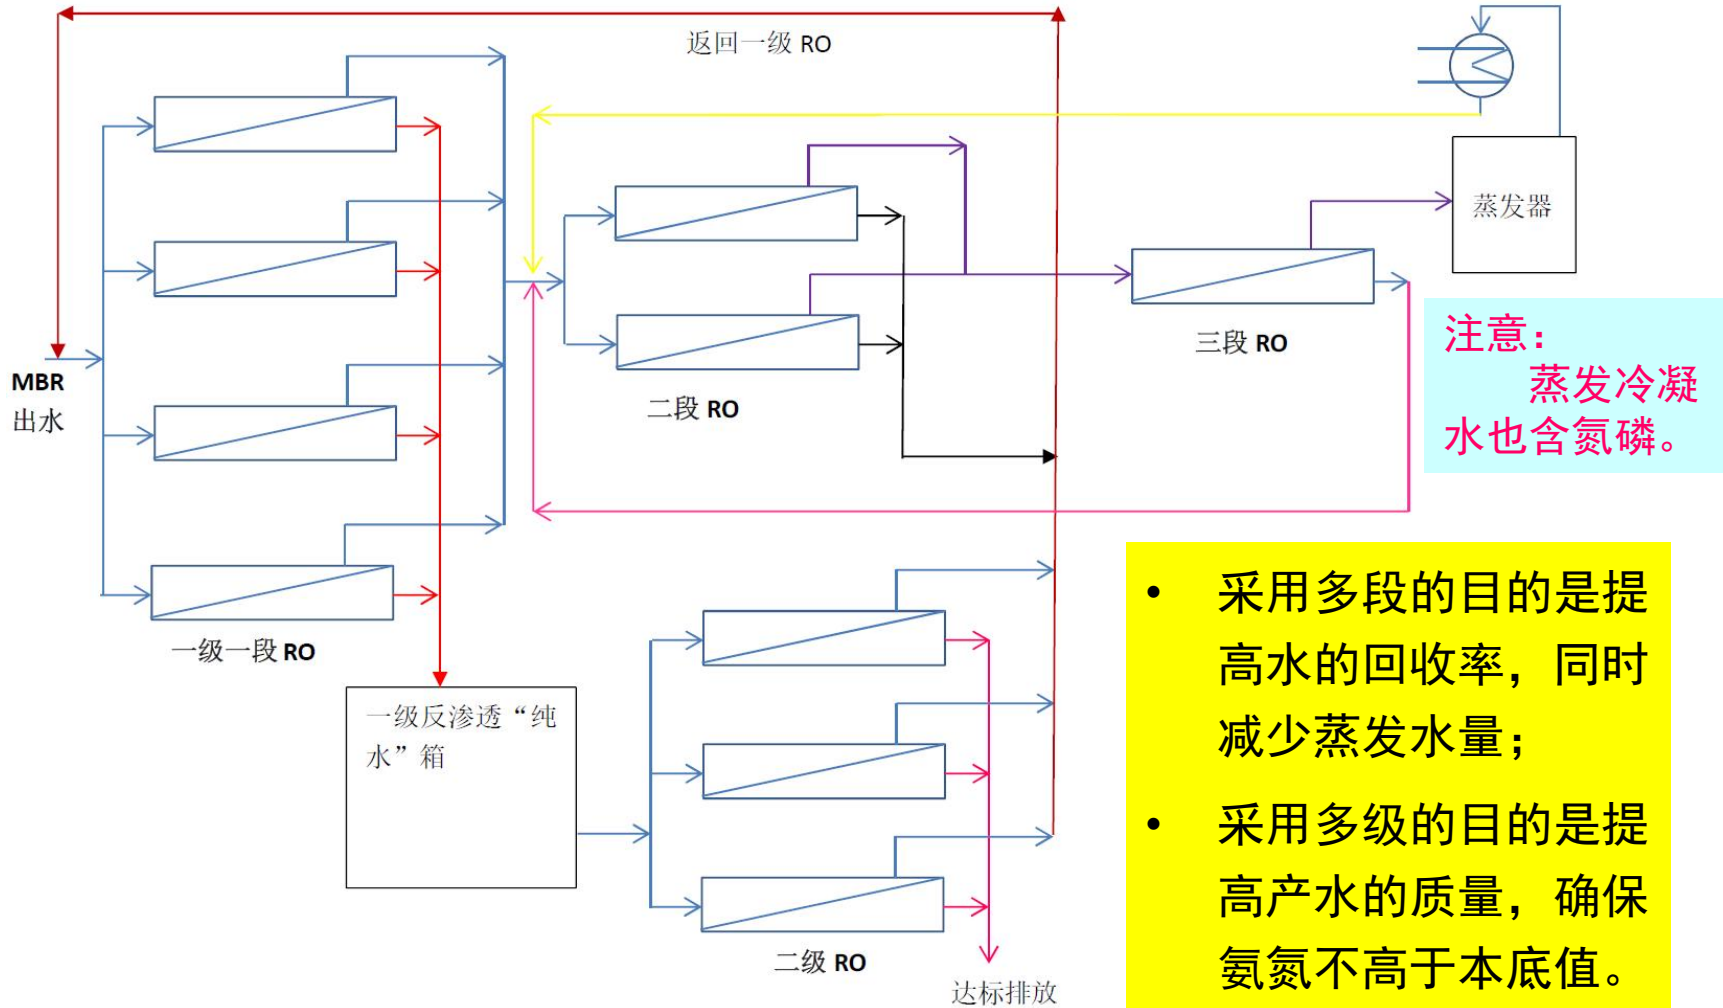 返回一级 RO
蒸发器
MBR
出水
二段 RO
三段 RO
注意：
蒸发冷凝
水也含氮磷。
一级一段 RO
一级反渗透“纯
水”箱
二级 RO
达标排放
• 采用多段的目的是提
高水的回收率，同时
减少蒸发水量；
• 采用多级的目的是提
高产水的质量，确保
氨氮不高于本底值。